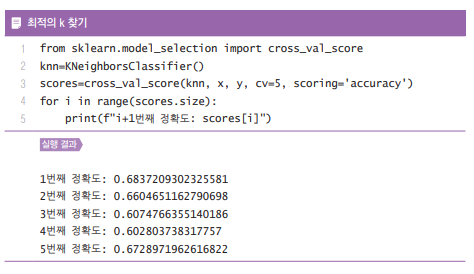 최적의 k 찾기
1 from sklearn.model_selection import cross_val_score
2 knn=KNeighborsClassifier()
3 scores=cross_val_score(knn, x, y, cv=5, scoring='accuracy')
4 for i in range(scores.size):
5 print(f"i+1번째 정확도: scores[i]")
실행 결과
1번째 정확도: 0.6837209302325581
2번째 정확도: 0.6604651162790698
3번째 정확도: 0.6074766355140186
4번째 정확도: 0.602803738317757
5번째 정확도: 0.6728971962616822